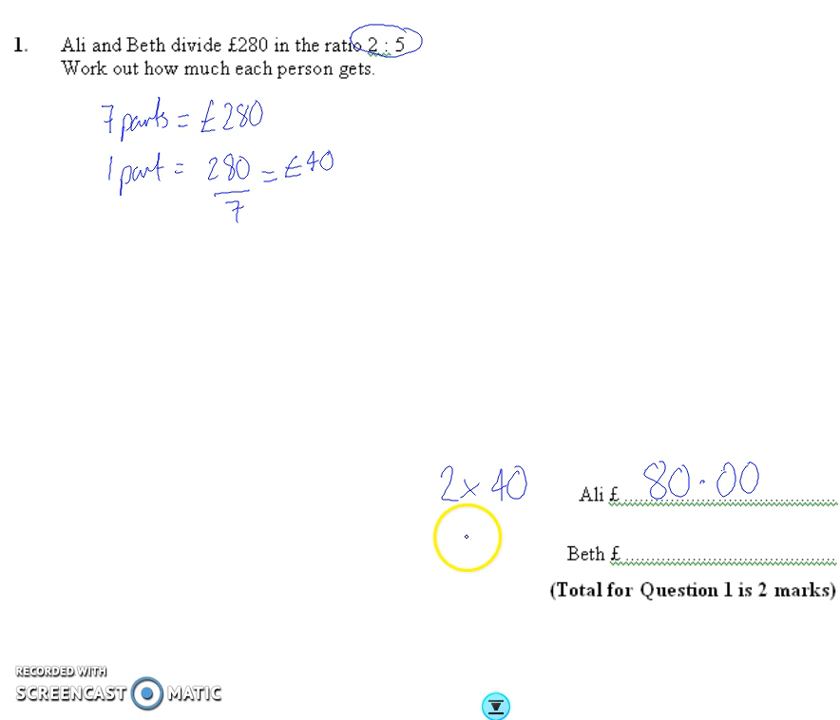 1. Ali and Beth divide £280 in the ratio 2 : 5
Work out how much each person gets.
7 parts = £280
1 part = 280/7 = £40
2 x 40 Ali £ 80.00
Beth £
(Total for Question 1 is 2 marks)
RECORDED WITH
SCREENCAST MATIC